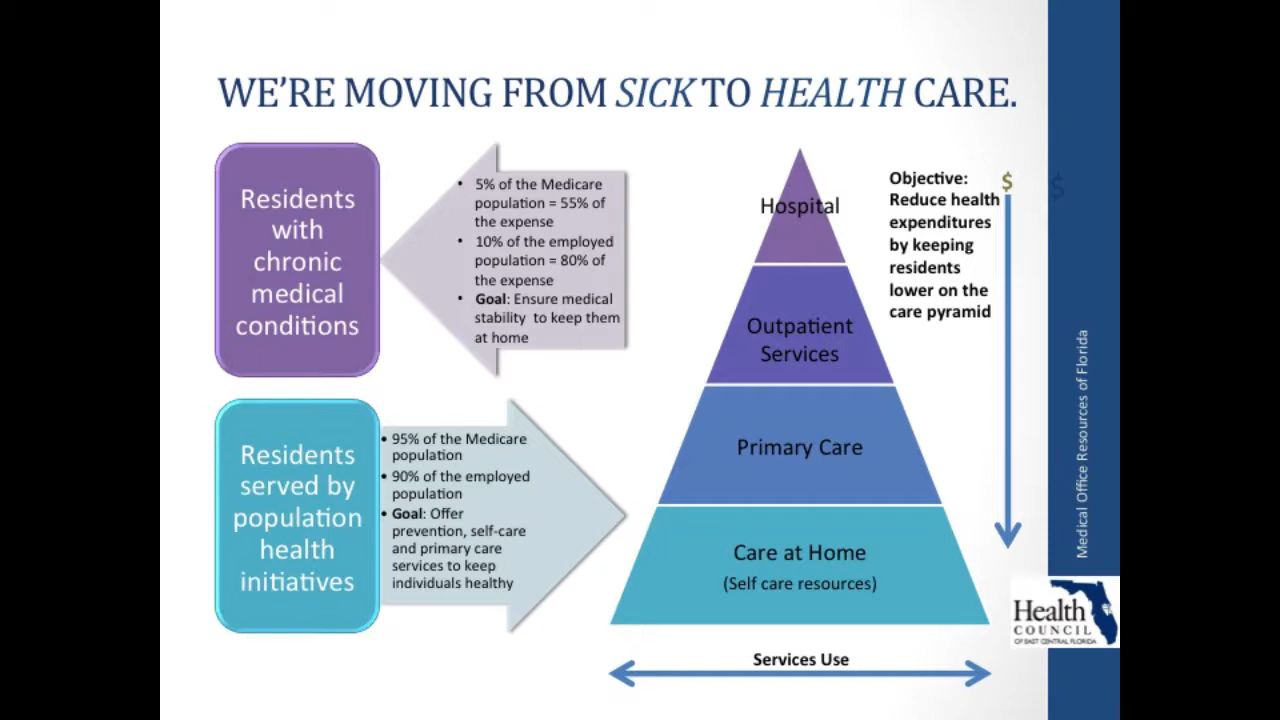 WE'RE MOVING FROM SICK TO HEALTH CARE.
Residents
with
chronic
medical
conditions
• 5% of the Medicare
population = 55% of
the expense
• 10% of the employed
population = 80% of
the expense
• Goal: Ensure medical
stability to keep them
at home
Residents
served by
population
health
initiatives
• 95% of the Medicare
population
• 90% of the employed
population
• Goal: Offer
prevention, self-care
and primary care
services to keep
individuals healthy
Hospital
Outpatient
Services
Primary Care
Care at Home
(Self care resources)
Services Use
Objective:
Reduce health
expenditures
by keeping
residents
lower on the
care pyramid
$
$
Medical Office Resources of Florida
Health
COUNCIL
OF EAST CENTRAL FLORIDA